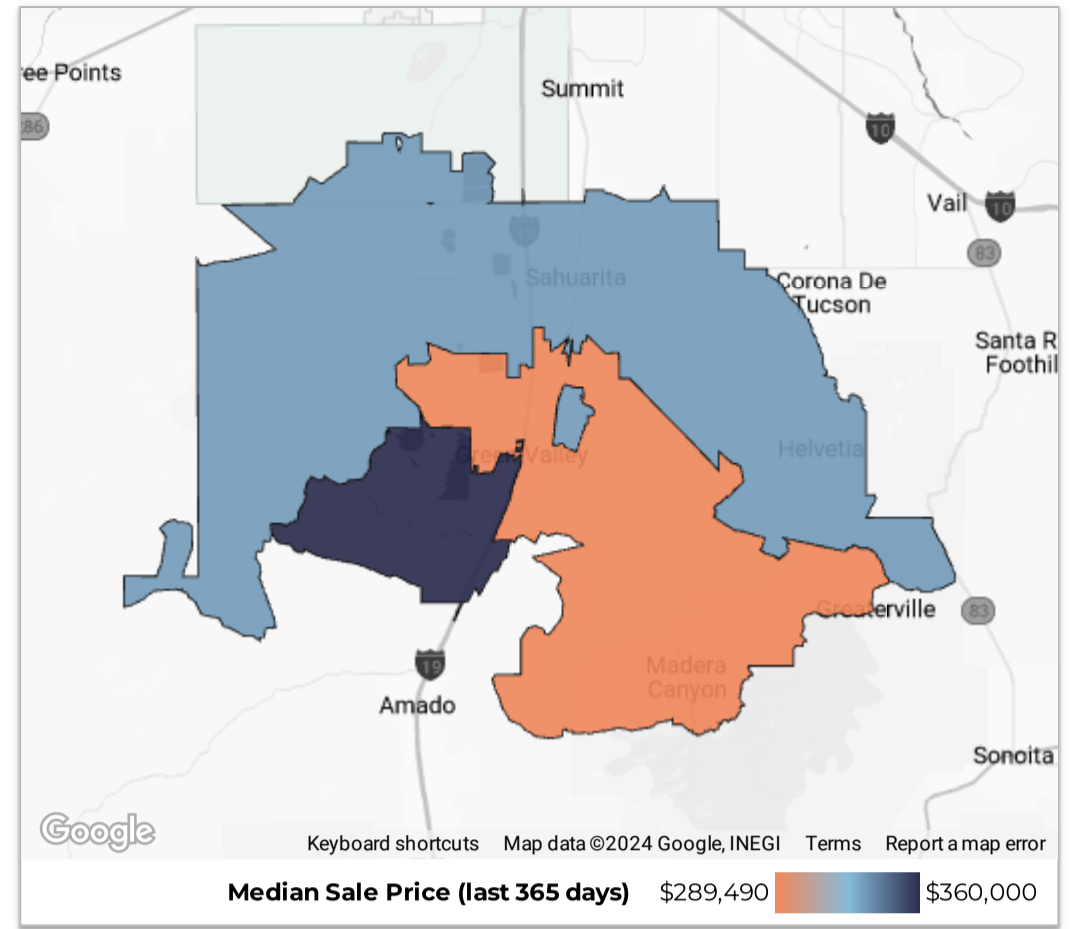 ree Points
Summit
86
10
Vail
10
83
19
Sahuarita
Corona De
Tucson
Santa R
Foothil
Helvetia
Green Valley
Greaterville
83
Madera
Canyon
19
Amado
Sonoita
Google
Keyboard shortcuts Map data ©2024 Google, INEGI Terms Report a map error
Median Sale Price (last 365 days) $289,490 $360,000